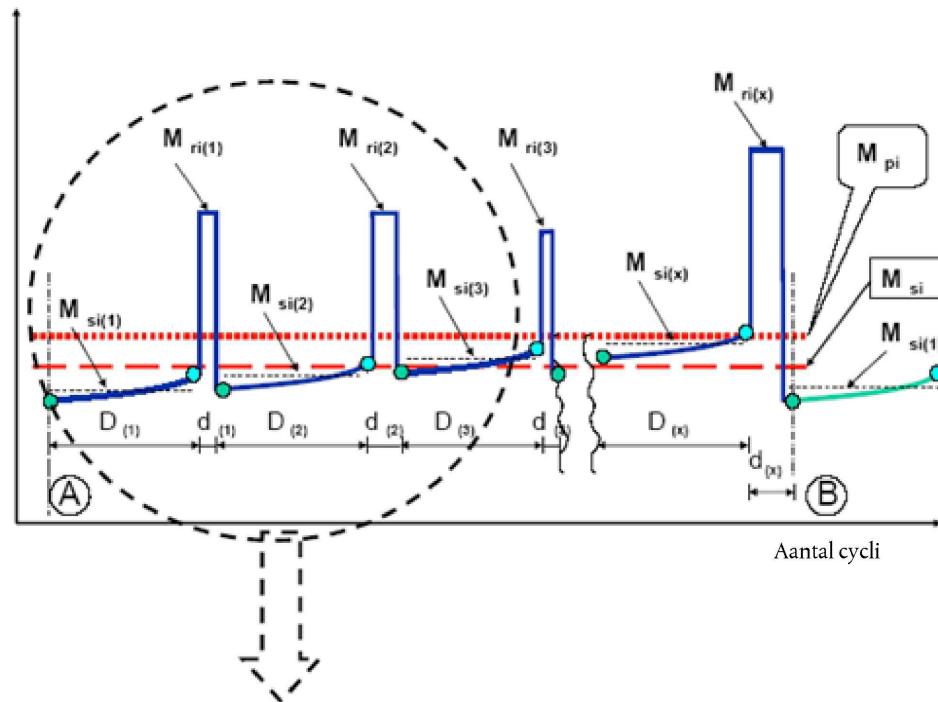 M ri(x)
M ri(1)
M ri(2)
M ri(3)
M pi
M si(x)
M si(3)
M si(2)
M si
M si(1)
M si(1
D (1)
d (1)
D (2)
d (2)
D (3)
d
D (x)
d (x)
A
B
Aantal cycli